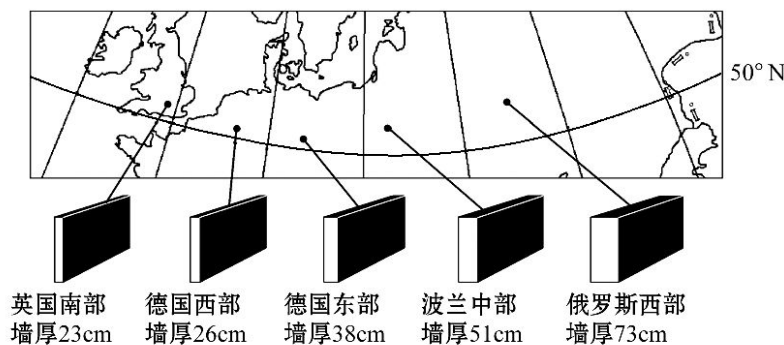 50° N
英国南部 德国西部 德国东部 波兰中部 俄罗斯西部
墙厚23cm 墙厚26cm 墙厚38cm 墙厚51cm 墙厚73cm